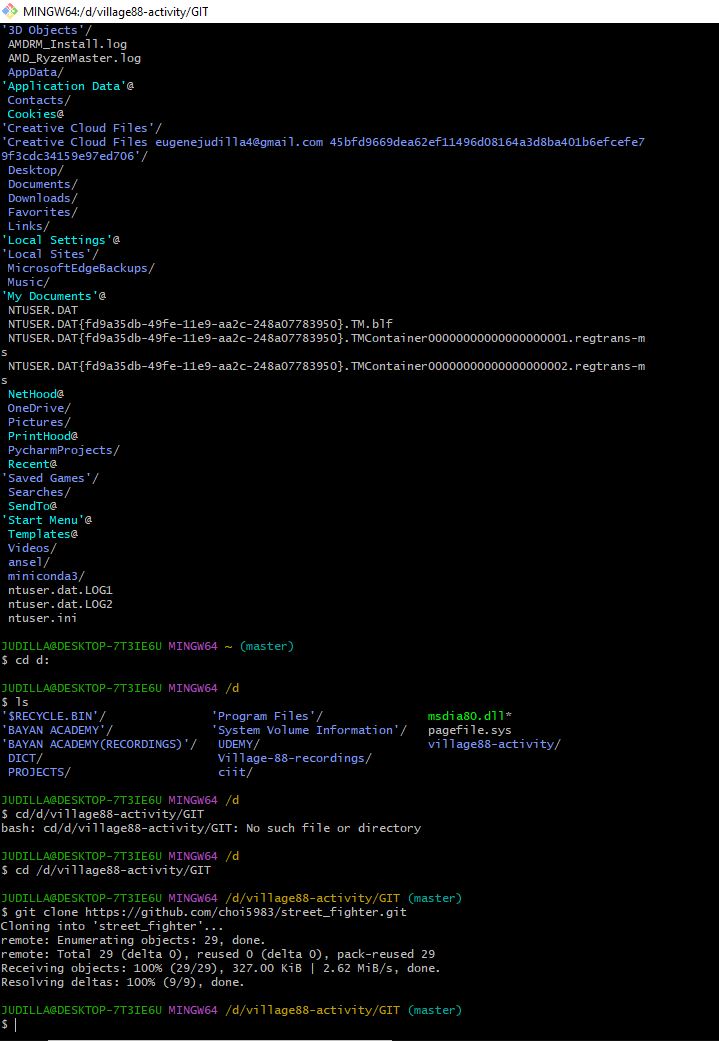 MINGW64:/d/village88-activity/GIT
'3D Objects'/
AMDRM_Install.log
AMD_RyzenMaster.log
AppData/
'Application Data'@
Contacts/
Cookies@
'Creative Cloud Files'/
'Creative Cloud Files eugenejudilla4@gmail.com 45bfd9669dea62ef11496d08164a3d8ba401b6efcefe7
9f3cdc34159e97ed706'/
Desktop/
Documents/
Downloads/
Favorites/
Links/
'Local Settings'@
'Local Sites'/
MicrosoftEdgeBackups/
Music/
'My Documents'@
NTUSER.DAT
NTUSER.DAT{fd9a35db-49fe-11e9-aa2c-248a07783950}.TM.blf
NTUSER.DAT{fd9a35db-49fe-11e9-aa2c-248a07783950}.TMContainer00000000000000000001.regtrans-m
s
NTUSER.DAT{fd9a35db-49fe-11e9-aa2c-248a07783950}.TMContainer00000000000000000002.regtrans-m
s
NetHood@
OneDrive/
Pictures/
PrintHood@
PycharmProjects/
Recent@
'Saved Games'/
Searches/
SendTo@
'Start Menu'@
Templates@
Videos/
ansel/
miniconda3/
ntuser.dat.LOG1
ntuser.dat.LOG2
ntuser.ini
JUDILLA@DESKTOP-7T3IE6U MINGW64 ~ (master)
$ cd d:
JUDILLA@DESKTOP-7T3IE6U MINGW64 /d
$ ls
'$RECYCLE.BIN'/ 'Program Files'/ msdia80.dll*
'BAYAN ACADEMY'/ 'System Volume Information'/ pagefile.sys
'BAYAN ACADEMY(RECORDINGS)'/ UDEMY/ village88-activity/
DICT/ Village-88-recordings/
PROJECTS/ ciit/
JUDILLA@DESKTOP-7T3IE6U MINGW64 /d
$ cd/d/village88-activity/GIT
bash: cd/d/village88-activity/GIT: No such file or directory
JUDILLA@DESKTOP-7T3IE6U MINGW64 /d
$ cd /d/village88-activity/GIT
JUDILLA@DESKTOP-7T3IE6U MINGW64 /d/village88-activity/GIT (master)
$ git clone https://github.com/choi5983/street_fighter.git
Cloning into 'street_fighter'...
remote: Enumerating objects: 29, done.
remote: Total 29 (delta 0), reused 0 (delta 0), pack-reused 29
Receiving objects: 100% (29/29), 327.00 KiB | 2.62 MiB/s, done.
Resolving deltas: 100% (9/9), done.
JUDILLA@DESKTOP-7T3IE6U MINGW64 /d/village88-activity/GIT (master)
$